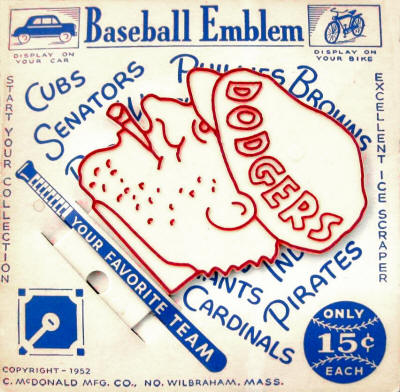 Baseball Emblem
DISPLAY ON
YOUR CAR
DISPLAY ON
YOUR BIKE
START YOUR COLLECTION
EXCELLENT ICE SCRAPER
CUBS
PHILLIES
BROWNS
SENATORS
DODGERS
PIRATES
CARDINALS
YOUR FAVORITE TEAM
ONLY
15¢
EACH
COPYRIGHT - 1952
C. McDONALD MFG. CO., NO. WILBRAHAM, MASS.